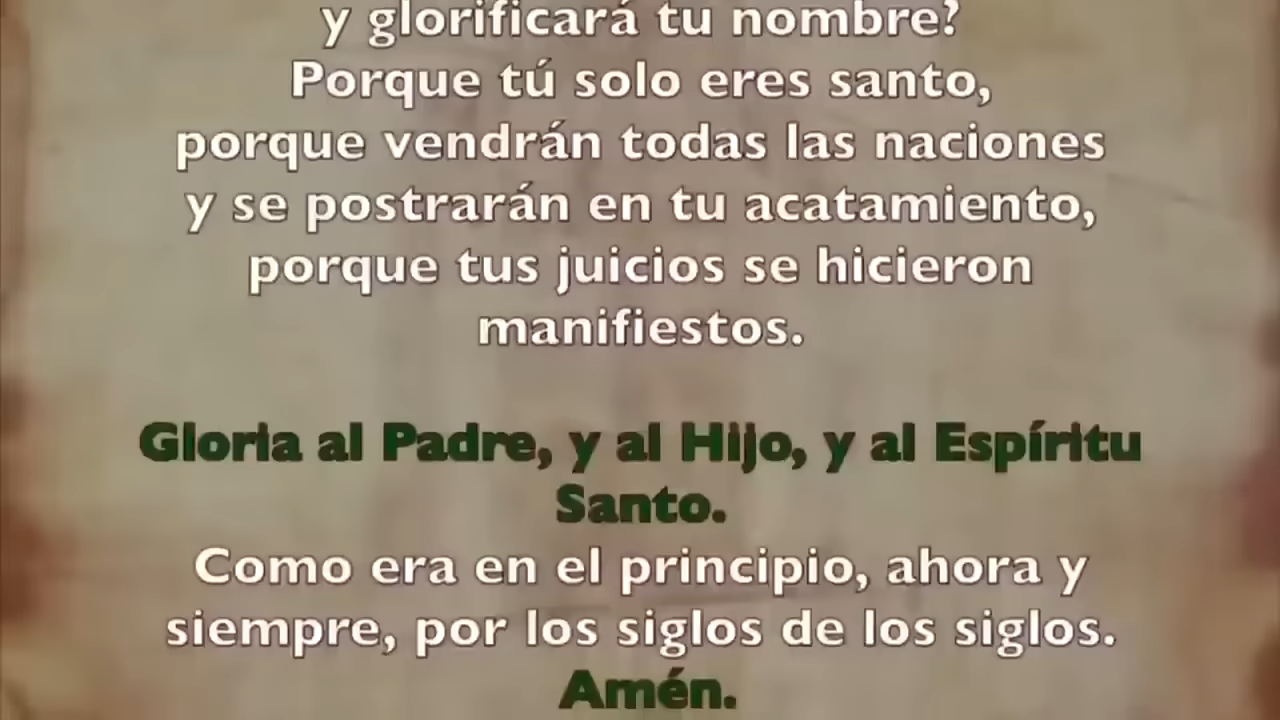 y glorificará tu nombre?
Porque tú solo eres santo,
porque vendrán todas las naciones
y se postrarán en tu acatamiento,
porque tus juicios se hicieron
manifiestos.
Gloria al Padre, y al Hijo, y al Espíritu
Santo.
Como era en el principio, ahora y
siempre, por los siglos de los siglos.
Amén.